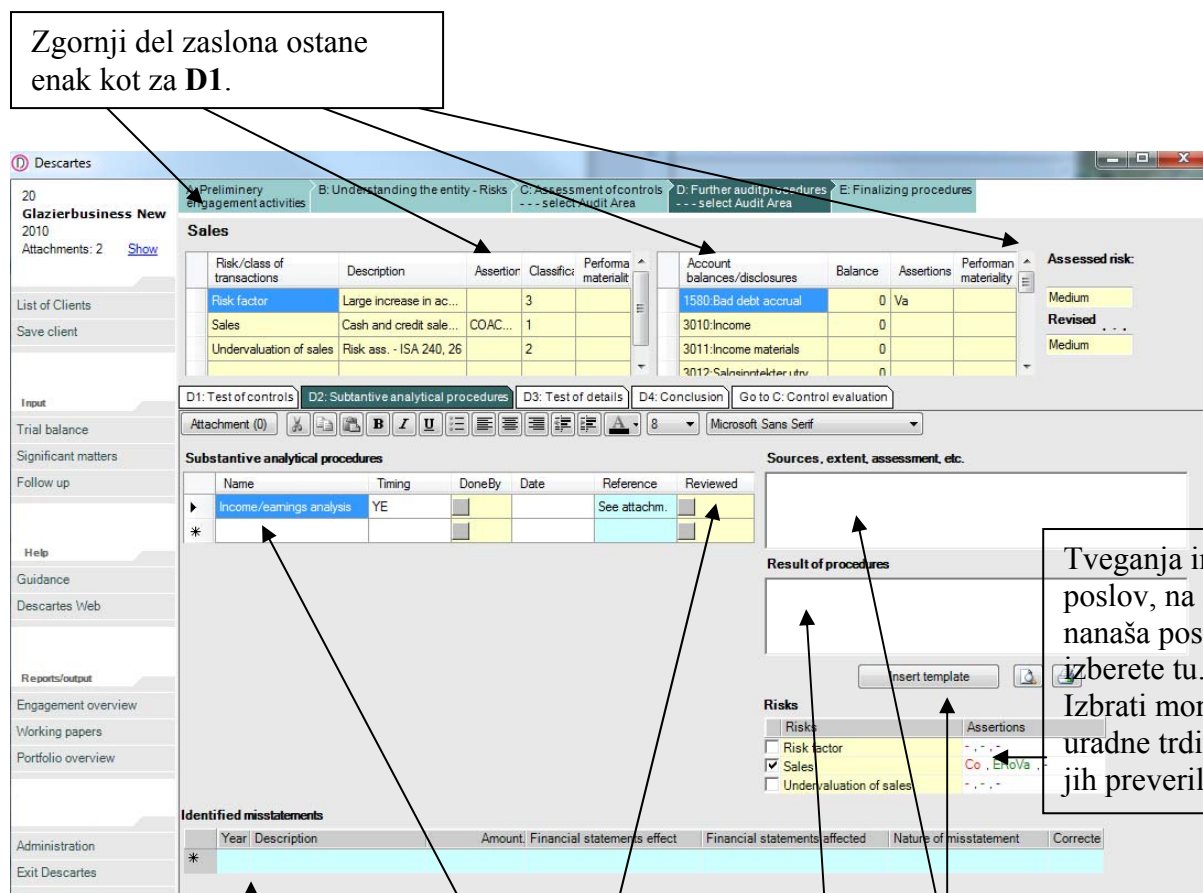 Zgornji del zaslona ostane
enak kot za D1.
Descartes
20
Glazierbusiness New
2010
Attachments: 2 Show
List of Clients
Save client
Input
Trial balance
Significant matters
Follow up
Help
Guidance
Descartes Web
Reports/output
Engagement overview
Working papers
Portfolio overview
Administration
Exit Descartes
Preliminery
engagement activities
B: Understanding the entity - Risks
C: Assessment of controls
- - - select Audit Area
D: Further audit procedures
- - - select Audit Area
E: Finalizing procedures
Sales
Risk/class of
transactions Description Assertion Classifica Performa
materialit
Risk factor Large increase in ac... 3
Sales Cash and credit sale... COAC... 1
Undervaluation of sales Risk ass. - ISA 240, 26 2
Account
balances/disclosures Balance Assertions Performan
materiality
1580:Bad debt accrual 0 Va
3010:Income 0
3011:Income materials 0
3012:Salgsinntekter utry 0
Assessed risk:
Medium
Revised . . .
Medium
D1: Test of controls D2: Subtantive analytical procedures D3: Test of details D4: Conclusion Go to C: Control evaluation
Attachment (0) B I U A 8 Microsoft Sans Serif
Substantive analytical procedures
Name Timing DoneBy Date Reference Reviewed
Income/earnings analysis YE See attachm.
Sources, extent, assessment, etc.
Result of procedures
Insert template
Risks
Risks Assertions
Risk factor - , - , -
Sales Co , EROVa , -
Undervaluation of sales - , - , -
Tveganja in
poslov, na
nanaša pos
izberete tu.
Izbrati mor
uradne trdi
jih preveril
Identified misstatements
Year Description Amount Financial statements effect Financial statements affected Nature of misstatement Correcte